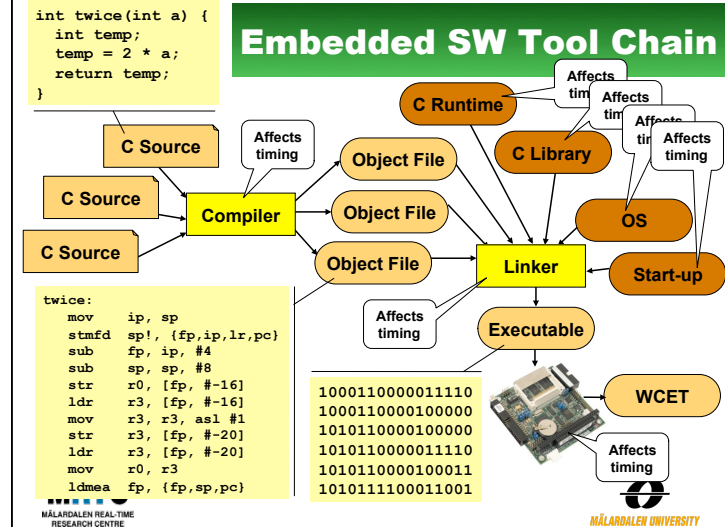 int twice(int a) {
int temp;
temp = 2 * a;
return temp;
}
Embedded SW Tool Chain
C Source
C Source
C Source
Affects
timing
Compiler
Object File
Object File
Object File
C Runtime
Affects
C Library
Affects
OS
Affects
timing
Start-up
Linker
Affects
timing
Executable
twice:
mov ip, sp
stmfd sp!, {fp,ip,lr,pc}
sub fp, ip, #4
sub sp, sp, #8
str r0, [fp, #-16]
ldr r3, [fp, #-16]
mov r3, r3, asl #1
str r3, [fp, #-20]
ldr r3, [fp, #-20]
mov r0, r3
ldmea fp, {fp,sp,pc}
1000110000011110
1000110000100000
1010110000100000
1010110000011110
1010110000100011
1010111100011001
WCET
Affects
timing
MÄLARDALEN REAL-TIME
RESEARCH CENTRE
MÄLARDALEN UNIVERSITY